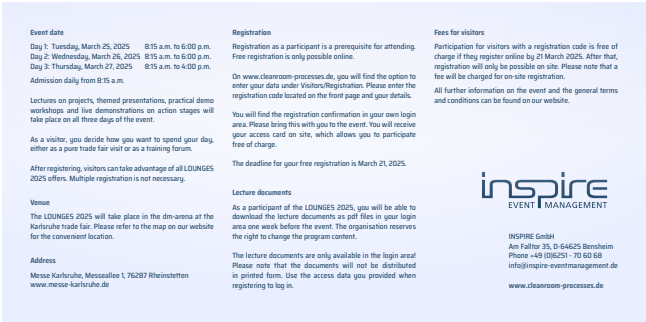 Event date
Day 1: Tuesday, March 25, 2025 8:15 a.m. to 6:00 p.m.
Day 2: Wednesday, March 26, 2025 8:15 a.m. to 6:00 p.m.
Day 3: Thursday, March 27, 2025 8:15 a.m. to 4:00 p.m.
Admission daily from 8:15 a.m.
Lectures on projects, themed presentations, practical demo
workshops and live demonstrations on action stages will
take place on all three days of the event.
As a visitor, you decide how you want to spend your day,
either as a pure trade fair visit or as a training forum.
After registering, visitors can take advantage of all LOUNGES
2025 offers. Multiple registration is not necessary.
Venue
The LOUNGES 2025 will take place in the dm-arena at the
Karlsruhe trade fair. Please refer to the map on our website
for the convenient location.
Address
Messe Karlsruhe, Messeallee 1, 76287 Rheinstetten
www.messe-karlsruhe.de
Registration
Registration as a participant is a prerequisite for attending.
Free registration is only possible online.
On www.cleanroom-processes.de, you will find the option to
enter your data under Visitors/Registration. Please enter the
registration code located on the front page and your details.
You will find the registration confirmation in your own login
area. Please bring this with you to the event. You will receive
your access card on site, which allows you to participate
free of charge.
The deadline for your free registration is March 21, 2025.
Lecture documents
As a participant of the LOUNGES 2025, you will be able to
download the lecture documents as pdf files in your login
area one week before the event. The organisation reserves
the right to change the program content.
The lecture documents are only available in the login area!
Please note that the documents will not be distributed
in printed form. Use the access data you provided when
registering to log in.
Fees for visitors
Participation for visitors with a registration code is free of
charge if they register online by 21 March 2025. After that,
registration will only be possible on site. Please note that a
fee will be charged for on-site registration.
All further information on the event and the general terms
and conditions can be found on our website.
inspire
EVENT MANAGEMENT
INSPIRE GmbH
Am Falltor 35, D-64625 Bensheim
Phone +49 (0)6251 - 70 60 68
info@inspire-eventmanagement.de
www.cleanroom-processes.de